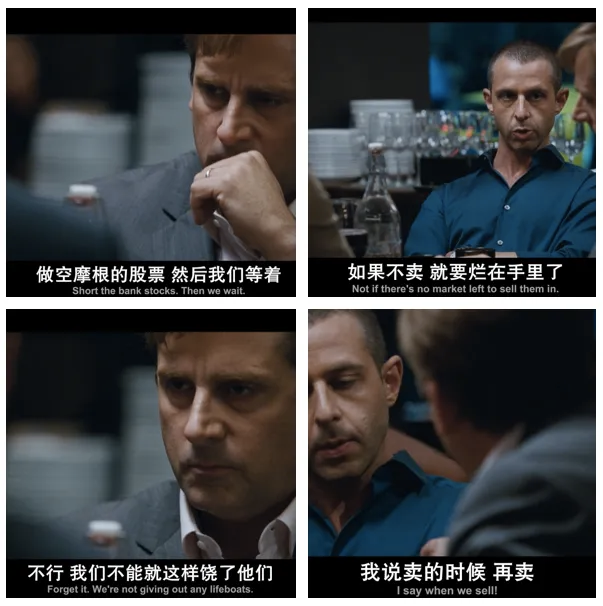 做空摩根的股票 然后我们等着
Short the bank stocks. Then we wait.
如果不卖 就要烂在手里了
Not if there's no market left to sell them in.
不行 我们不能就这样饶了他们
Forget it. We're not giving out any lifeboats.
我说卖的时候 再卖
I say when we sell!